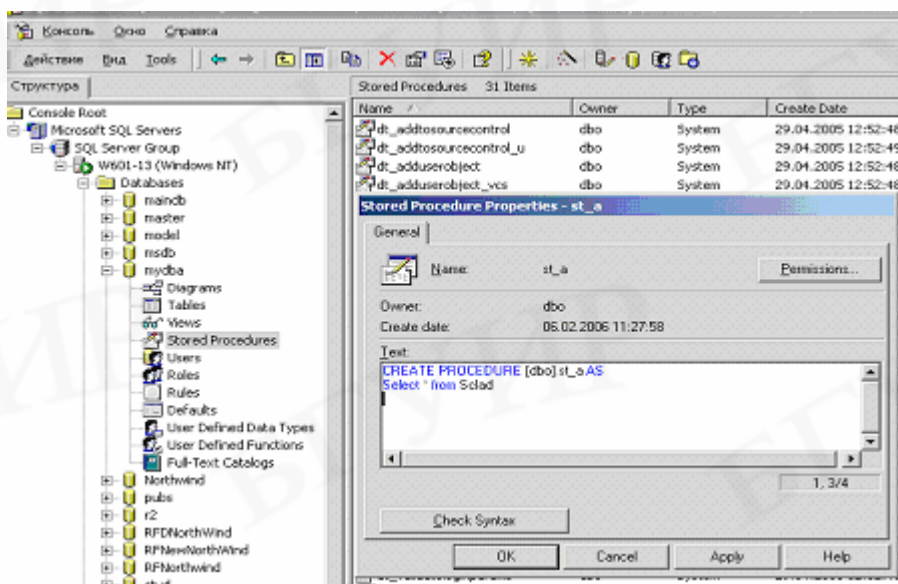 Консоль Окно Справка
Действие Вид Tools
Структура
Stored Procedures 31 Items
Console Root
Microsoft SQL Servers
SQL Server Group
W601-13 (Windows NT)
Databases
maindb
master
model
msdb
mydba
Diagrams
Tables
Views
Stored Procedures
Users
Roles
Rules
Defaults
User Defined Data Types
User Defined Functions
Full-Text Catalogs
Northwind
pubs
r2
RFDNorthWind
RFNewNorthWind
RFNorthwind
Name Owner Type Create Date
dt_addtosourcecontrol dbo System 29.04.2005 12:52:48
dt_addtosourcecontrol_u dbo System 29.04.2005 12:52:49
dt_adduserobject dbo System 29.04.2005 12:52:48
dt_adduserobject_vcs dbo System 29.04.2005 12:52:48
Stored Procedure Properties - st_a
General
Name: st_a
Permissions...
Owner: dbo
Create date: 06.02.2006 11:27:58
Text:
CREATE PROCEDURE [dbo].st_a AS
Select * from Sclad
1, 3/4
Check Syntax
OK Cancel Apply Help